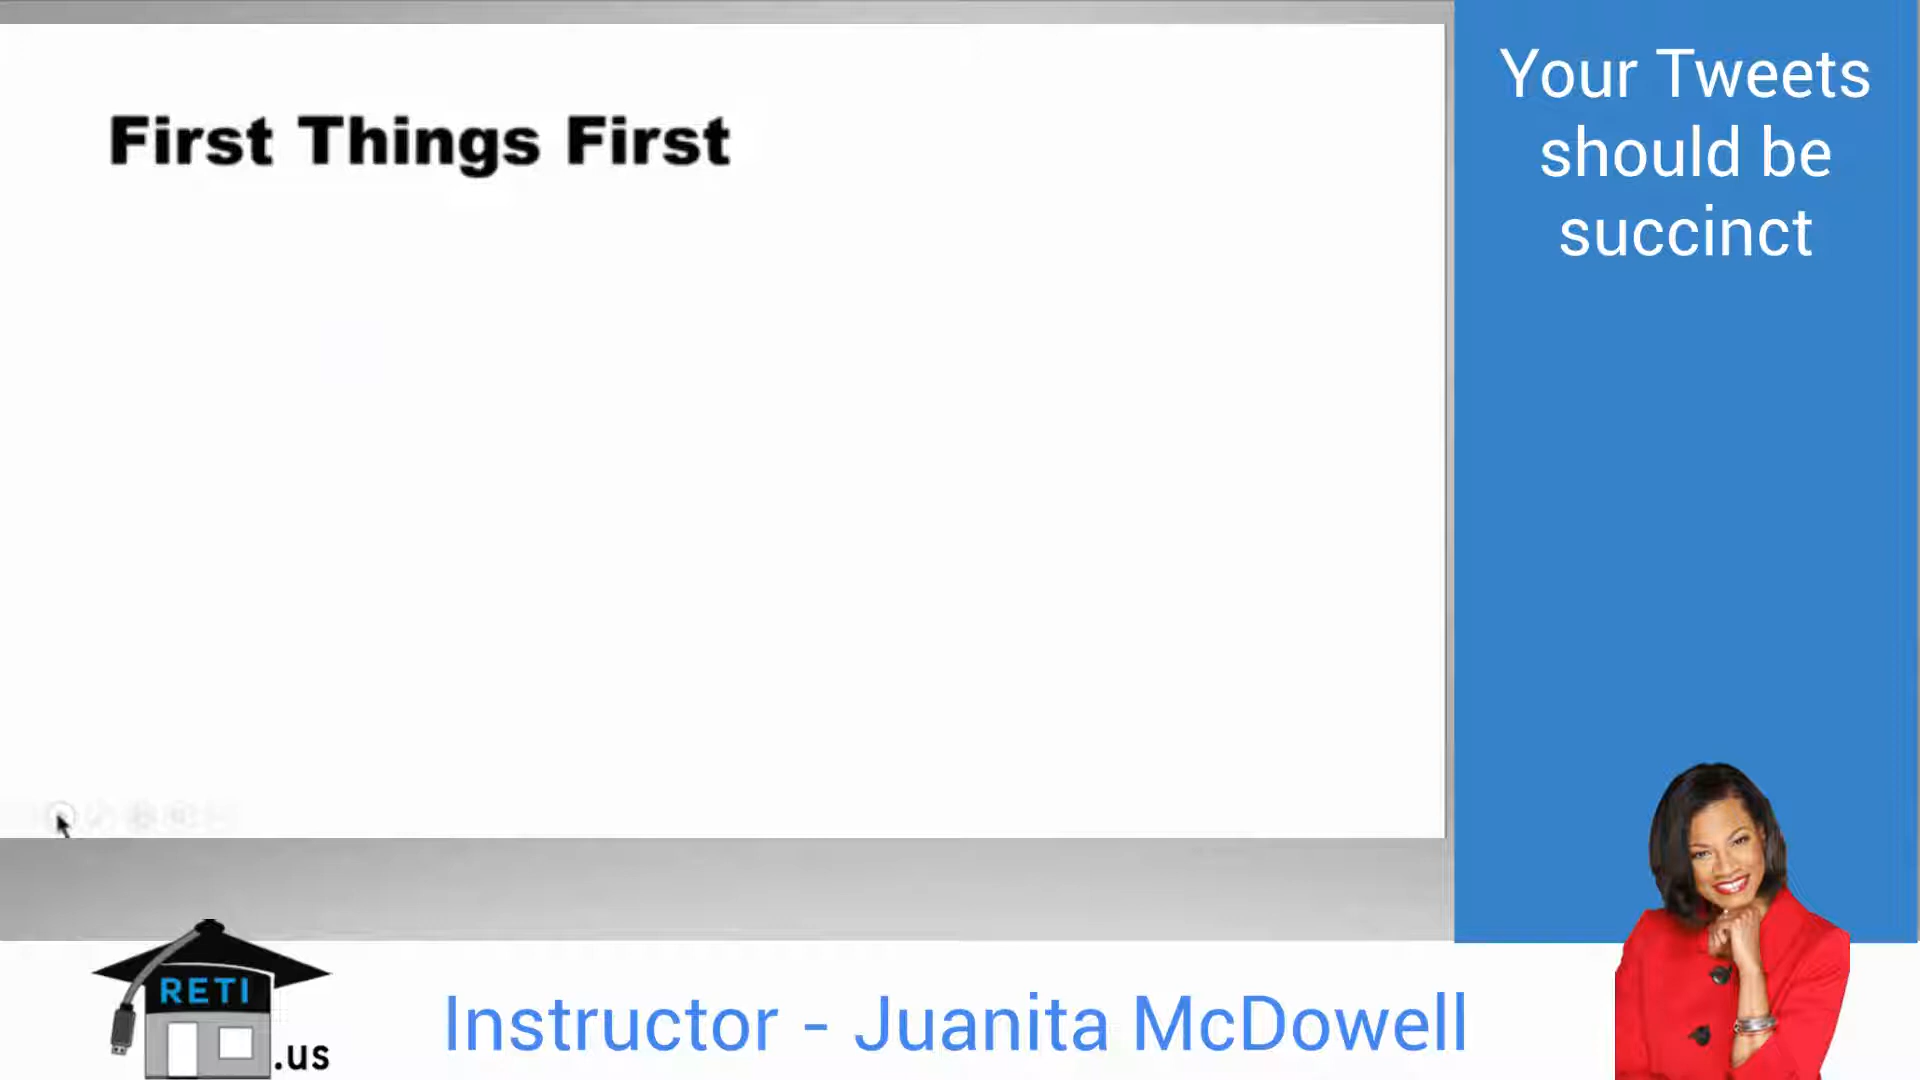 First Things First
Your Tweets
should be
succinct
RETI
.us
Instructor - Juanita McDowell